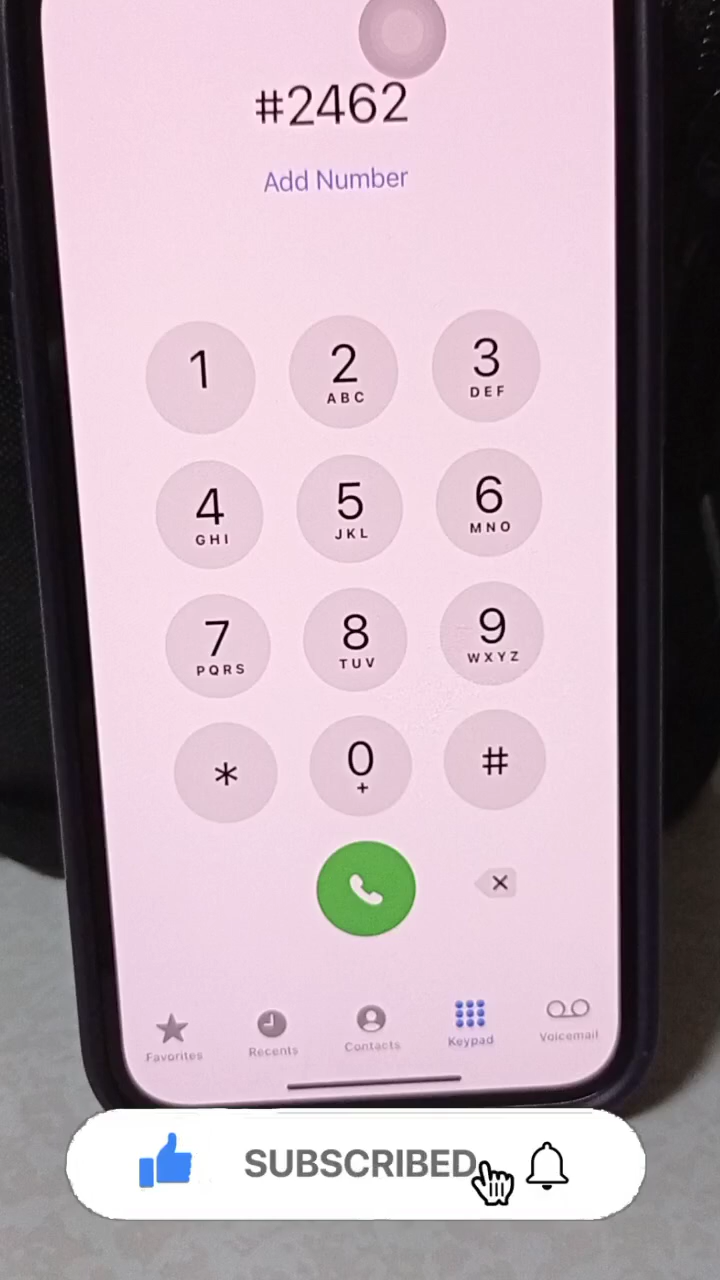 #2462
Add Number
1 2 3
ABC DEF
4 5 6
GHI JKL MNO
7 8 9
PQRS TUV WXYZ
* 0 #
+
Favorites Recents Contacts Keypad Voicemail
SUBSCRIBED